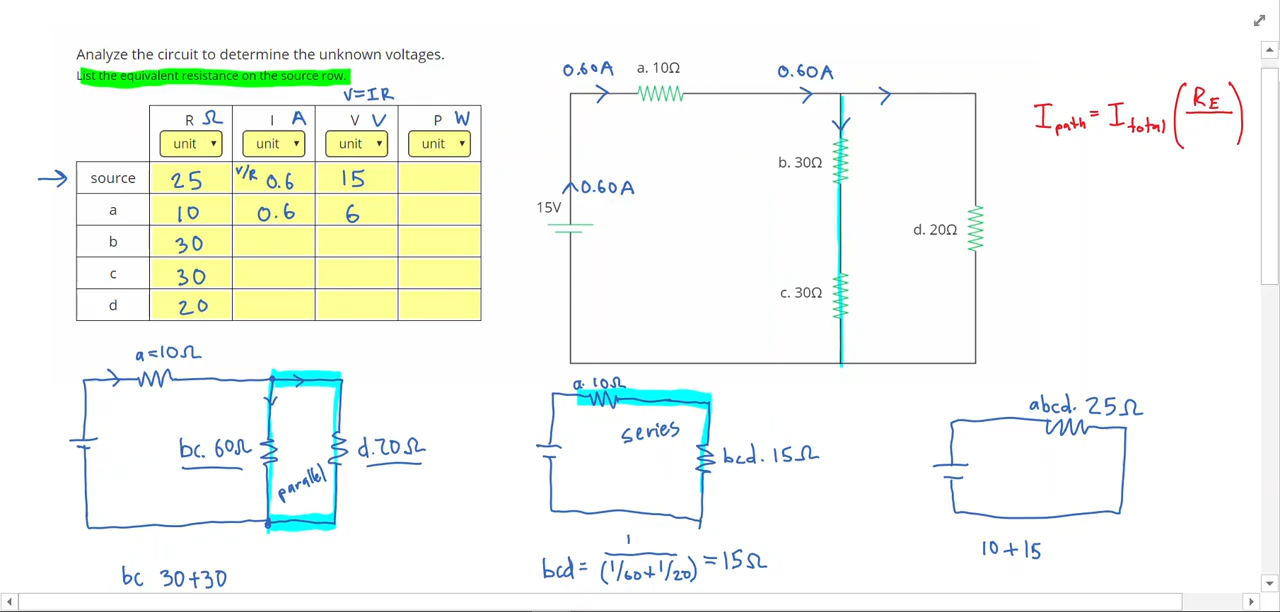 Analyze the circuit to determine the unknown voltages.
List the equivalent resistance on the source row.
V=IR
R Ω I A V V P W
unit unit unit unit
source 25 V/R 0.6 15
a 10 0.6 6
b 30
c 30
d 20
0.60A a. 10Ω 0.60A
b. 30Ω
0.60A
15V
d. 20Ω
c. 30Ω
I path = I total (R E / )
a=10Ω
bc. 60Ω
d. 20Ω
parallel
bc 30+30
a. 10Ω
series
bcd. 15Ω
bcd = 1/(1/60+1/20) = 15Ω
abcd. 25Ω
10+15